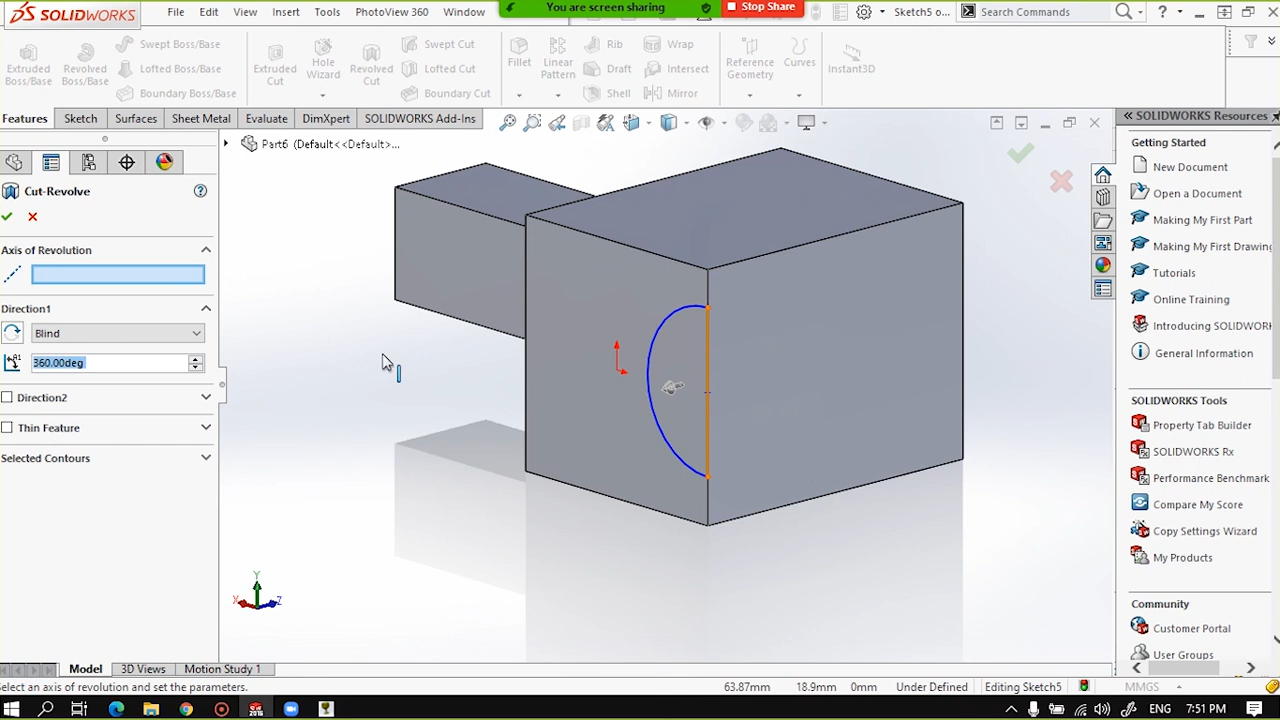 SOLIDWORKS
File Edit View Insert Tools PhotoView 360 Window
You are screen sharing
Stop Share
Sketch5 o...
Search Commands
Extruded Boss/Base
Revolved Boss/Base
Swept Boss/Base
Lofted Boss/Base
Boundary Boss/Base
Extruded Cut
Hole Wizard
Revolved Cut
Swept Cut
Lofted Cut
Boundary Cut
Fillet
Linear Pattern
Rib
Draft
Shell
Wrap
Intersect
Mirror
Reference Geometry
Curves
Instant3D
Features Sketch Surfaces Sheet Metal Evaluate DimXpert SOLIDWORKS Add-Ins
Part6 (Default<<Default>...
Cut-Revolve
Axis of Revolution
Direction1
Blind
360.00deg
Direction2
Thin Feature
Selected Contours
Y
X
Z
SOLIDWORKS Resources
Getting Started
New Document
Open a Document
Making My First Part
Making My First Drawing
Tutorials
Online Training
Introducing SOLIDWOR
General Information
SOLIDWORKS Tools
Property Tab Builder
SOLIDWORKS Rx
Performance Benchmark
Compare My Score
Copy Settings Wizard
My Products
Community
Customer Portal
User Groups
Model 3D Views Motion Study 1
Select an axis of revolution and set the parameters.
63.87mm 18.9mm 0mm Under Defined Editing Sketch5 MMGS
ENG 7:51 PM